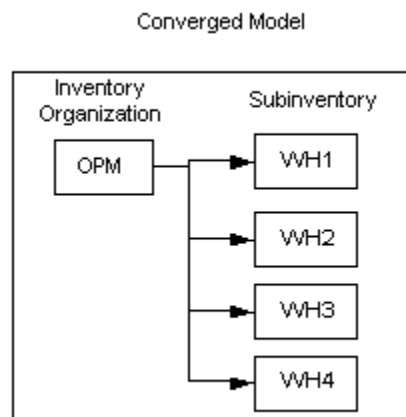 Converged Model
Inventory
Organization
Subinventory
OPM
WH1
WH2
WH3
WH4